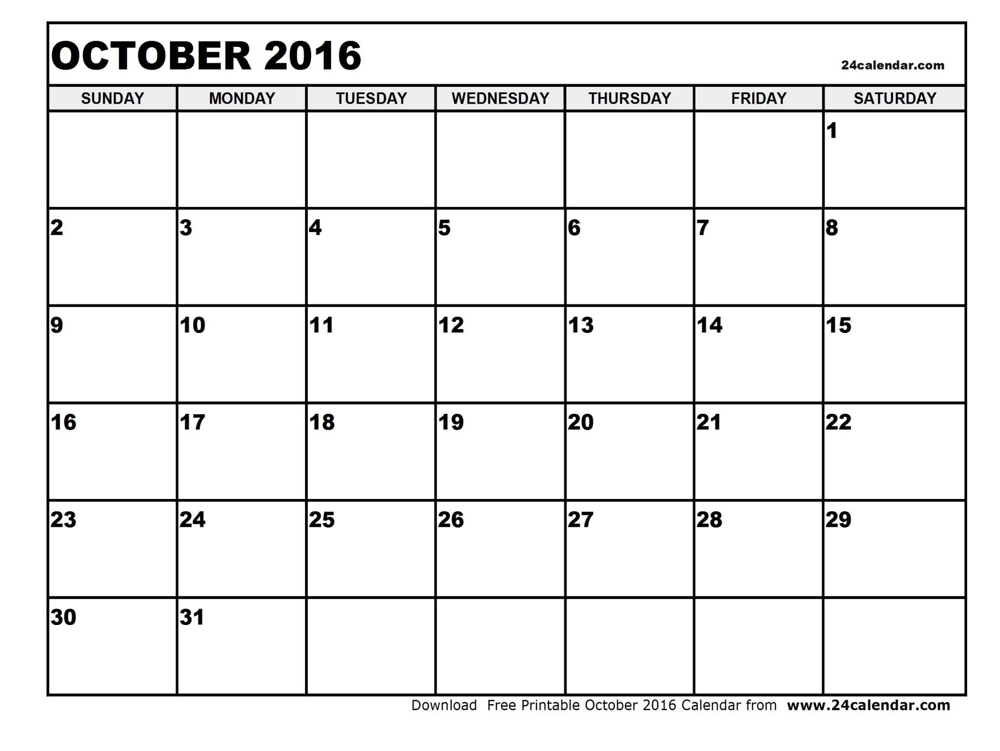 OCTOBER 2016
24calendar.com
SUNDAY MONDAY TUESDAY WEDNESDAY THURSDAY FRIDAY SATURDAY
1
2 3 4 5 6 7 8
9 10 11 12 13 14 15
16 17 18 19 20 21 22
23 24 25 26 27 28 29
30 31
Download Free Printable October 2016 Calendar from www.24calendar.com